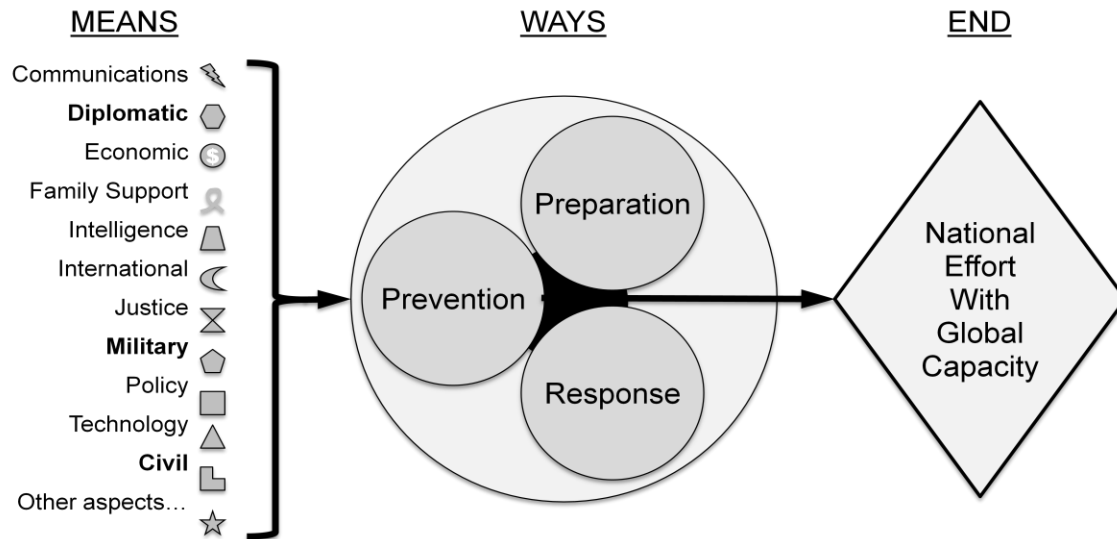 MEANS
WAYS
END
Communications
Diplomatic
Economic
$
Family Support
Intelligence
International
Justice
Military
Policy
Technology
Civil
Other aspects…
Preparation
Prevention
Response
National
Effort
With
Global
Capacity